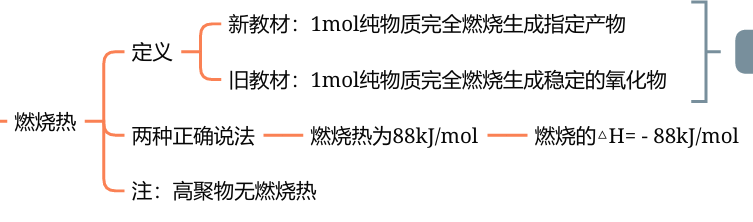 新教材：1mol纯物质完全燃烧生成指定产物
定义
旧教材：1mol纯物质完全燃烧生成稳定的氧化物
燃烧热
两种正确说法 燃烧热为88kJ/mol 燃烧的△H= - 88kJ/mol
注：高聚物无燃烧热